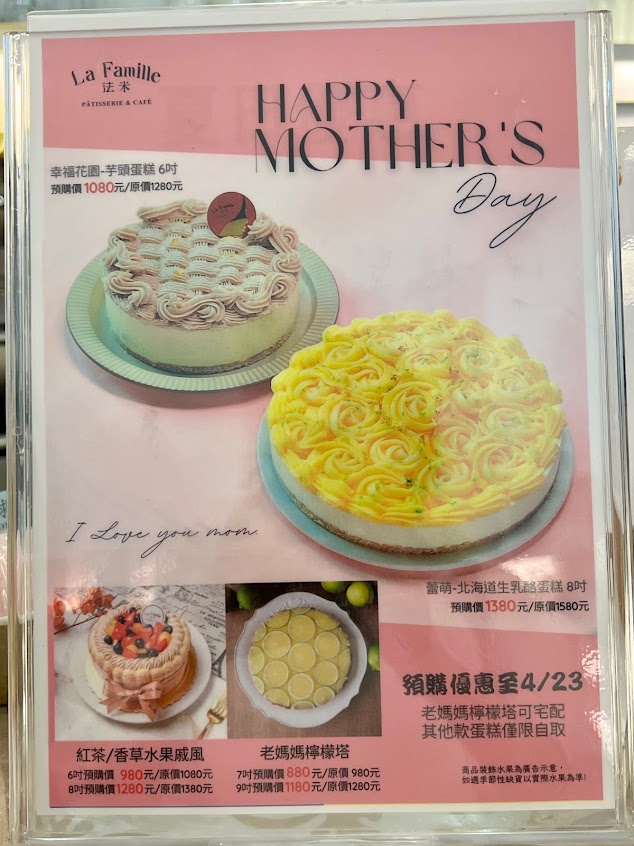 La Famille
法米
PÂTISSERIE & CAFÉ
HAPPY
MOTHER'S
Day
幸福花園-芋頭蛋糕 6吋
預購價 1080元/原價1280元
La Famille
I Love you mom.
蕾萌-北海道生乳酪蛋糕 8吋
預購價 1380元/原價1580元
紅茶/香草水果戚風
6吋預購價 980元/原價1080元
8吋預購價 1280元/原價1380元
老媽媽檸檬塔
7吋預購價 880元/原價 980元
9吋預購價 1180元/原價1280元
預購優惠至4/23
老媽媽檸檬塔可宅配
其他款蛋糕僅限自取
商品裝飾水果為廣告示意，
如遇季節性缺貨以實際水果為準!